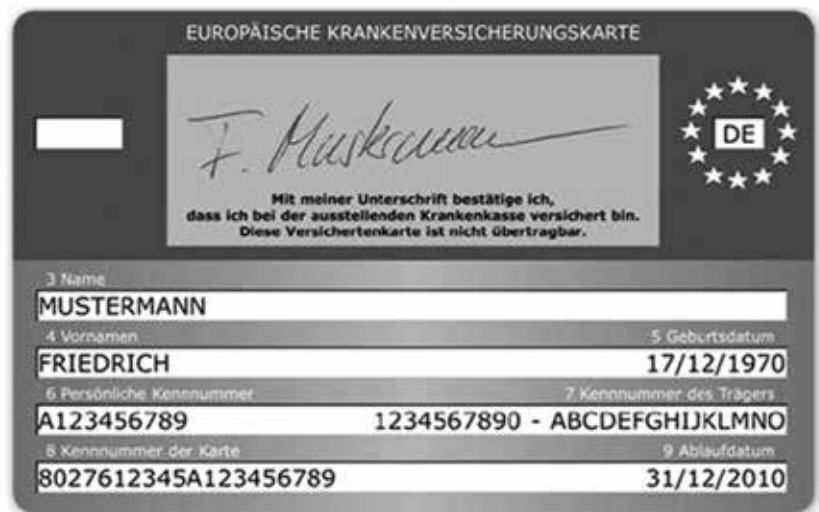 EUROPÄISCHE KRANKENVERSICHERUNGSKARTE
F. Mustermann
DE
Mit meiner Unterschrift bestätige ich,
dass ich bei der ausstellenden Krankenkasse versichert bin.
Diese Versichertenkarte ist nicht übertragbar.
3 Name
MUSTERMANN
4 Vornamen 5 Geburtsdatum
FRIEDRICH 17/12/1970
6 Persönliche Kennnummer 7 Kennnummer des Trägers
A123456789 1234567890 - ABCDEFGHIJKLMNO
8 Kennnummer der Karte 9 Ablaufdatum
8027612345A123456789 31/12/2010